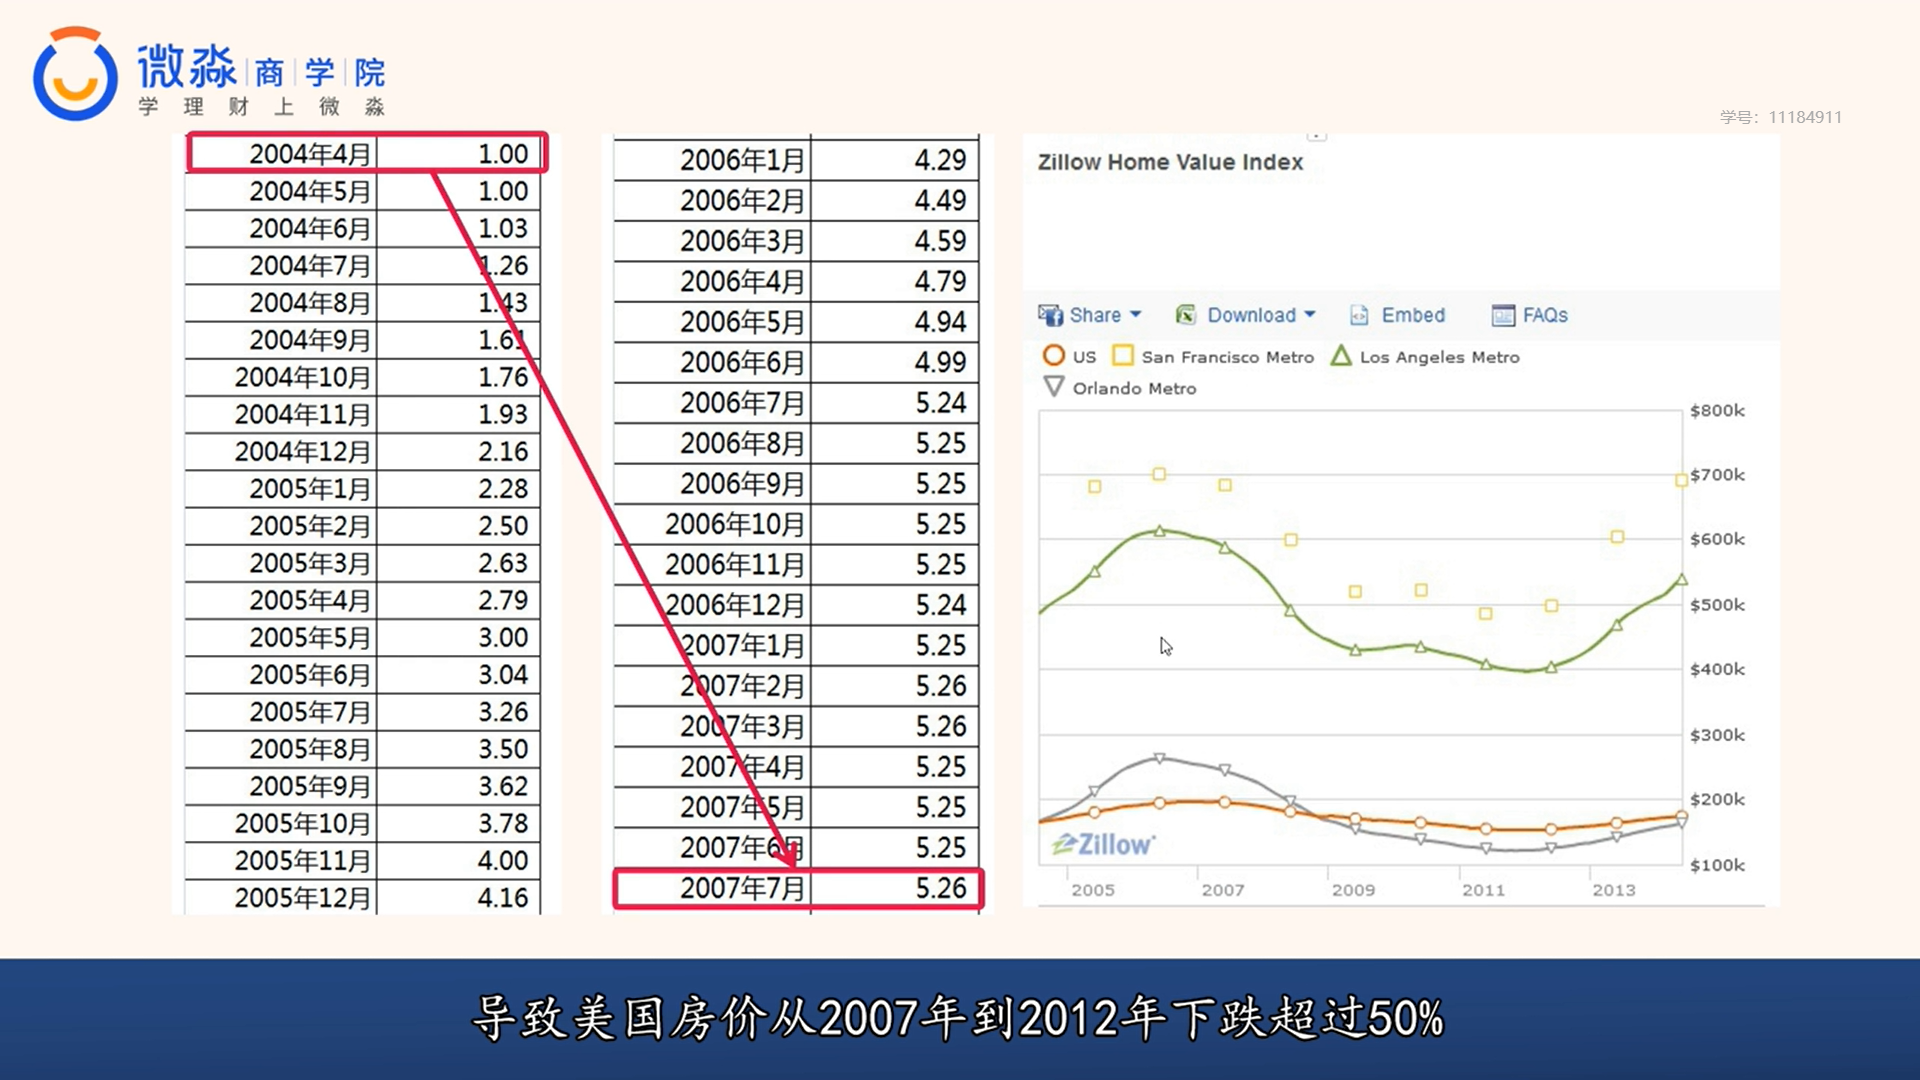 微淼商学院
学理财上微淼
学号：11184911
2004年4月 1.00
2004年5月 1.00
2004年6月 1.03
2004年7月 1.26
2004年8月 1.43
2004年9月 1.61
2004年10月 1.76
2004年11月 1.93
2004年12月 2.16
2005年1月 2.28
2005年2月 2.50
2005年3月 2.63
2005年4月 2.79
2005年5月 3.00
2005年6月 3.04
2005年7月 3.26
2005年8月 3.50
2005年9月 3.62
2005年10月 3.78
2005年11月 4.00
2005年12月 4.16
2006年1月 4.29
2006年2月 4.49
2006年3月 4.59
2006年4月 4.79
2006年5月 4.94
2006年6月 4.99
2006年7月 5.24
2006年8月 5.25
2006年9月 5.25
2006年10月 5.25
2006年11月 5.25
2006年12月 5.24
2007年1月 5.25
2007年2月 5.26
2007年3月 5.26
2007年4月 5.25
2007年5月 5.25
2007年6月 5.25
2007年7月 5.26
Zillow Home Value Index
Share Download Embed FAQs
US San Francisco Metro Los Angeles Metro
Orlando Metro
$800k
$700k
$600k
$500k
$400k
$300k
$200k
$100k
Zillow
2005 2007 2009 2011 2013
导致美国房价从2007年到2012年下跌超过50%